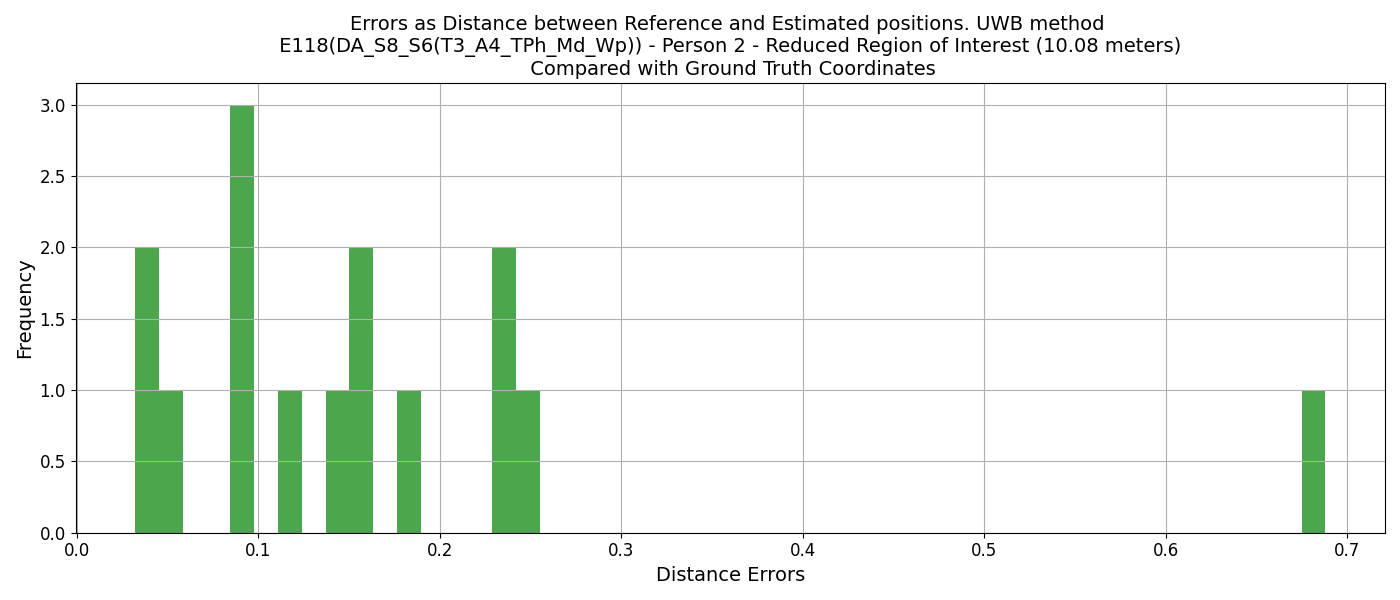 Errors as Distance between Reference and Estimated positions. UWB method
E118(DA_S8_S6(T3_A4_TPh_Md_Wp)) - Person 2 - Reduced Region of Interest (10.08 meters)
Compared with Ground Truth Coordinates
Frequency
3.0
2.5
2.0
1.5
1.0
0.5
0.0
0.0 0.1 0.2 0.3 0.4 0.5 0.6 0.7
Distance Errors